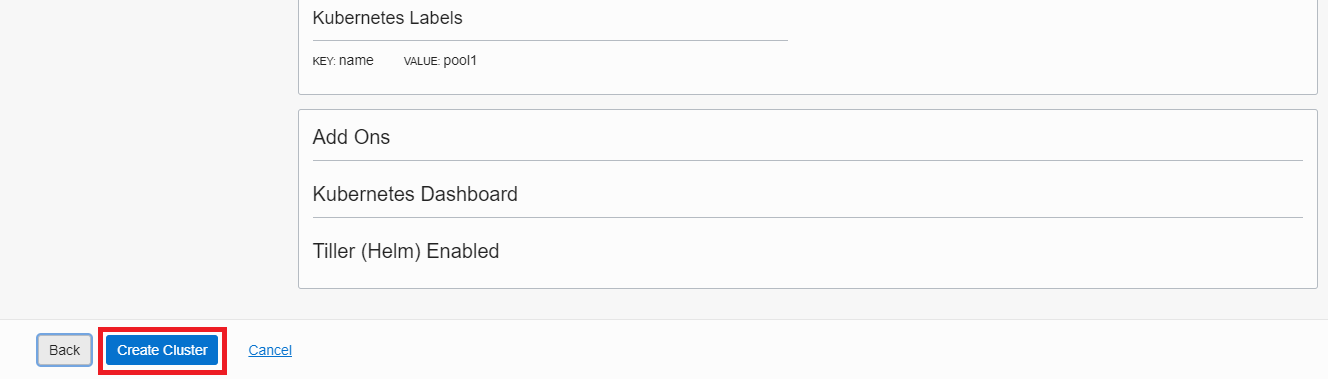 Kubernetes Labels
KEY: name VALUE: pool1
Add Ons
Kubernetes Dashboard
Tiller (Helm) Enabled
Back Create Cluster Cancel